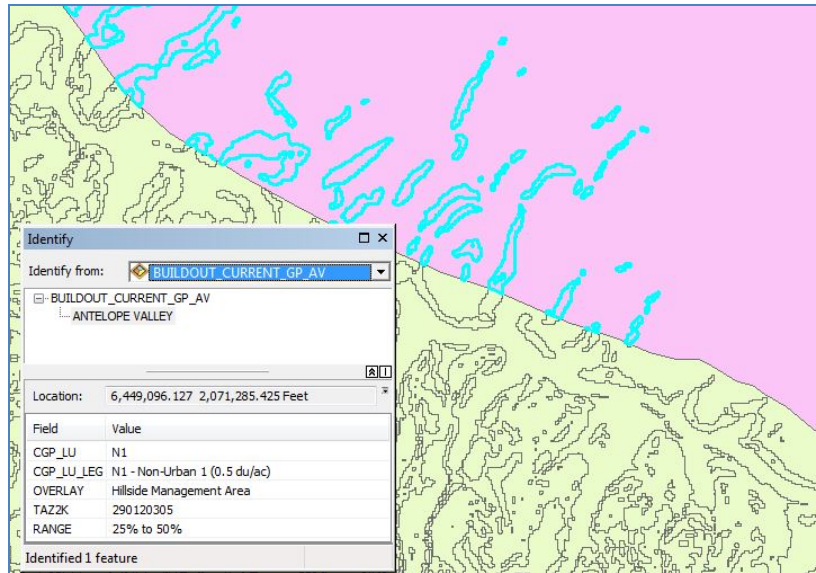 Identify
Identify from: BUILDOUT_CURRENT_GP_AV
BUILDOUT_CURRENT_GP_AV
ANTELOPE VALLEY
Location: 6,449,096.127 2,071,285.425 Feet
Field Value
CGP_LU N1
CGP_LU_LEG N1 - Non-Urban 1 (0.5 du/ac)
OVERLAY Hillside Management Area
TAZ2K 290120305
RANGE 25% to 50%
Identified 1 feature